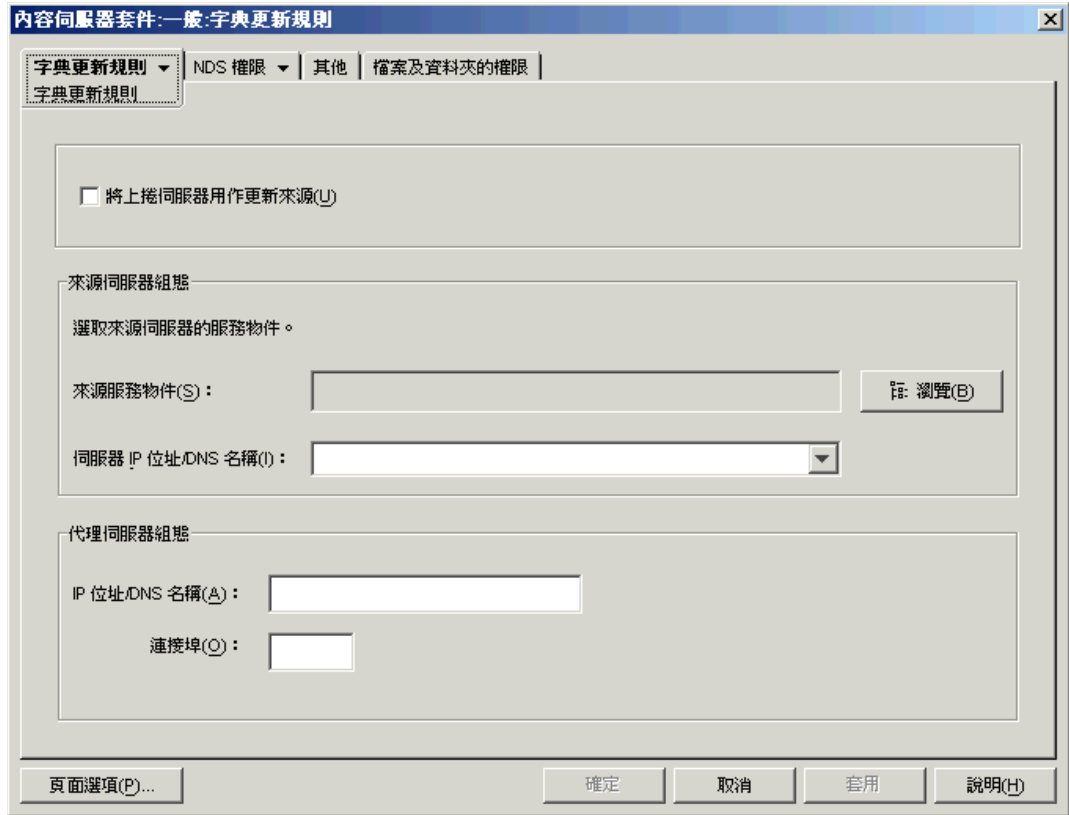 內容伺服器套件:一般:字典更新規則
字典更新規則 NDS 權限 其他 檔案及資料夾的權限
字典更新規則
將上捲伺服器用作更新來源(U)
來源伺服器組態
選取來源伺服器的服務物件。
來源服務物件(S)： 瀏覽(B)
伺服器 IP 位址/DNS 名稱(I)：
代理伺服器組態
IP 位址/DNS 名稱(A)：
連接埠(O)：
頁面選項(P)... 確定 取消 套用 說明(H)